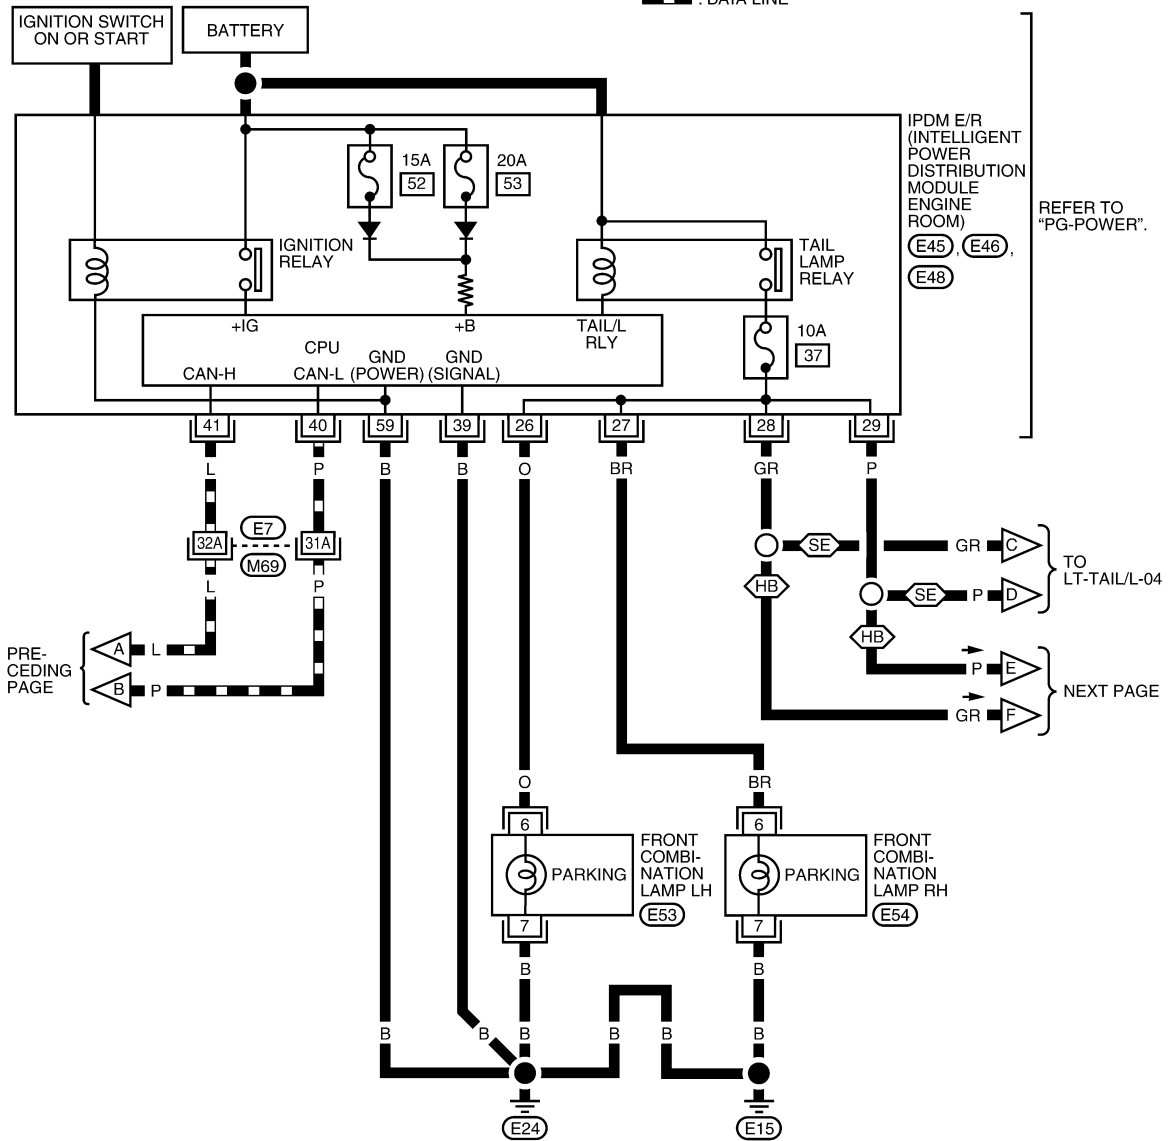 : DATA LINE
IGNITION SWITCH
ON OR START
BATTERY
IPDM E/R
(INTELLIGENT
POWER
DISTRIBUTION
MODULE
ENGINE
ROOM)
E45 , E46 ,
E48
REFER TO
“PG-POWER”.
15A
52
20A
53
IGNITION
RELAY
TAIL
LAMP
RELAY
10A
37
+IG
+B
TAIL/L
RLY
CPU
CAN-H
CAN-L
GND
(POWER)
GND
(SIGNAL)
41
40
59
39
26
27
28
29
L
P
B
B
O
BR
GR
P
32A
E7
M69
31A
L
P
SE
GR
C
HB
SE
P
D
TO
LT-TAIL/L-04
HB
PRE-
CEDING
PAGE
A
L
B
P
P
E
GR
F
NEXT PAGE
O
BR
6
PARKING
7
FRONT
COMBI-
NATION
LAMP LH
E53
6
PARKING
7
FRONT
COMBI-
NATION
LAMP RH
E54
B
B
B
B
B
B
B
B
E24
E15